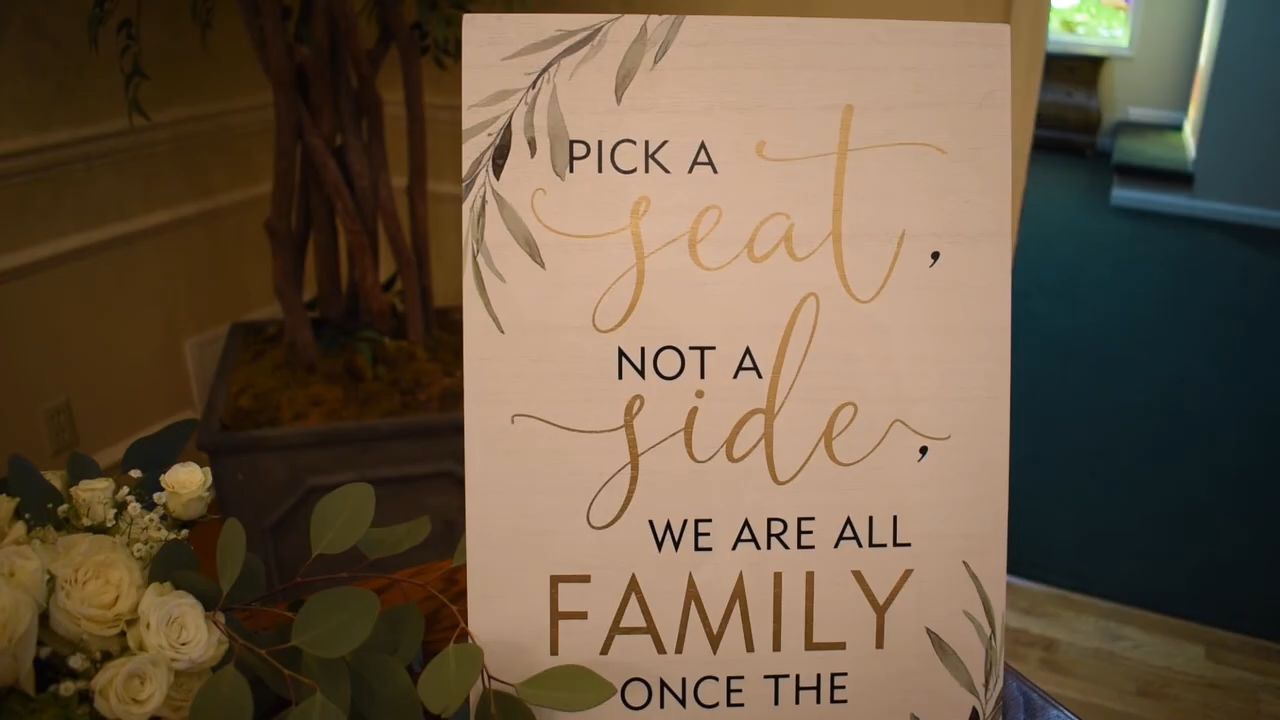 PICK A
seat,
NOT A
side,
WE ARE ALL
FAMILY
ONCE THE